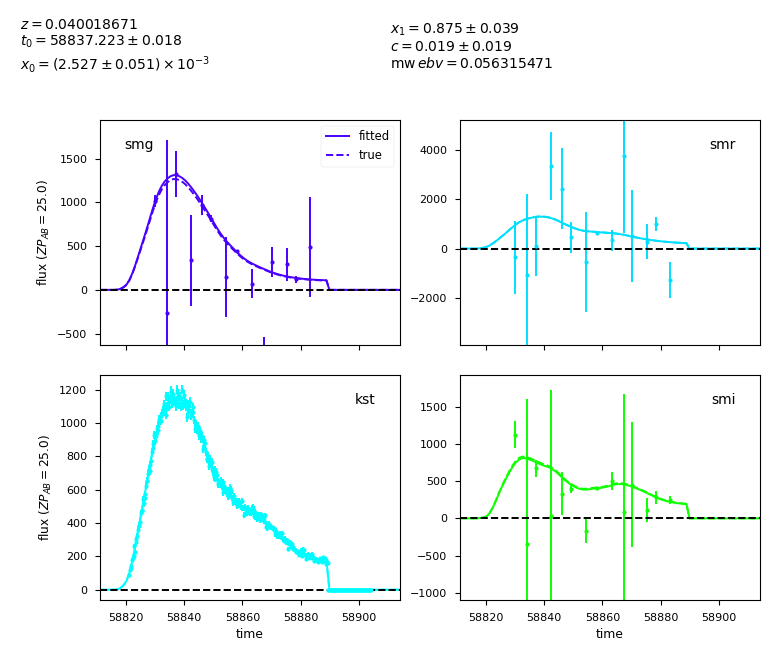 z = 0.040018671
t₀ = 58837.223 ± 0.018
x₀ = (2.527 ± 0.051) × 10⁻³
x₁ = 0.875 ± 0.039
c = 0.019 ± 0.019
mw ebv = 0.056315471
smg
fitted
true
flux (ZP_AB = 25.0)
1500
1000
500
0
−500
smr
4000
2000
0
−2000
kst
flux (ZP_AB = 25.0)
1200
1000
800
600
400
200
0
58820 58840 58860 58880 58900
time
smi
1500
1000
500
0
−500
−1000
58820 58840 58860 58880 58900
time